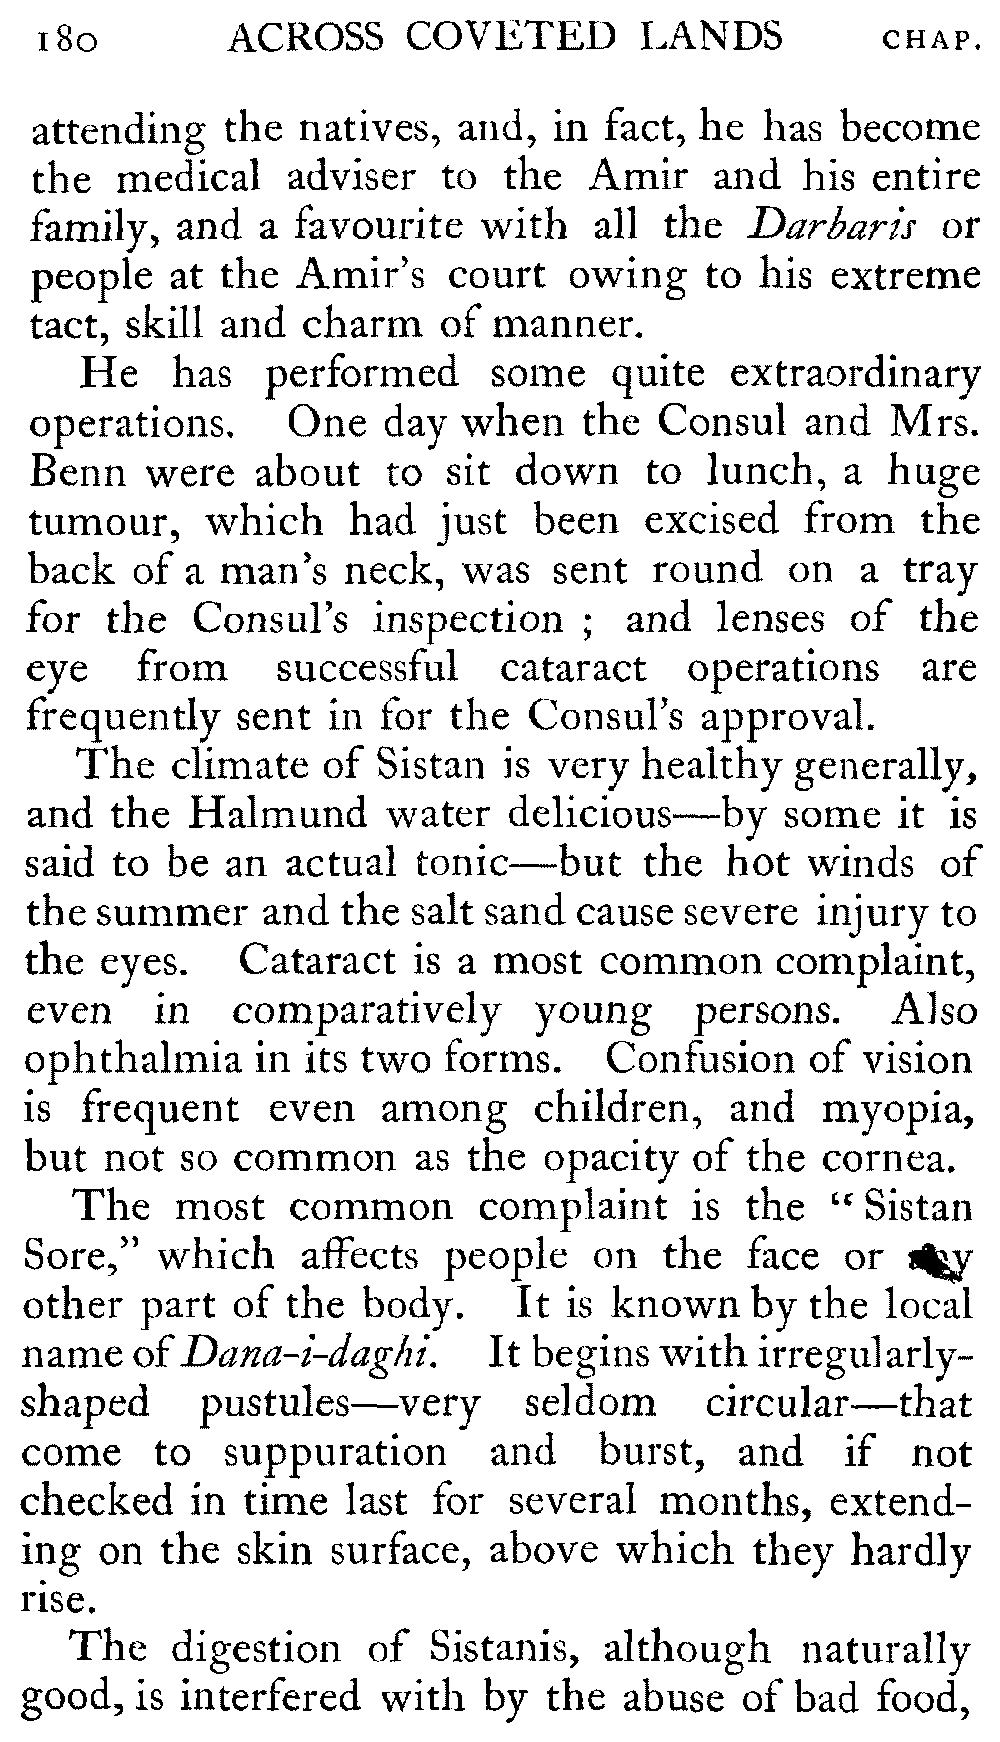 180 ACROSS COVETED LANDS CHAP.
attending the natives, and, in fact, he has become
the medical adviser to the Amir and his entire
family, and a favourite with all the Darbaris or
people at the Amir's court owing to his extreme
tact, skill and charm of manner.
He has performed some quite extraordinary
operations. One day when the Consul and Mrs.
Benn were about to sit down to lunch, a huge
tumour, which had just been excised from the
back of a man's neck, was sent round on a tray
for the Consul's inspection ; and lenses of the
eye from successful cataract operations are
frequently sent in for the Consul's approval.
The climate of Sistan is very healthy generally,
and the Halmund water delicious—by some it is
said to be an actual tonic—but the hot winds of
the summer and the salt sand cause severe injury to
the eyes. Cataract is a most common complaint,
even in comparatively young persons. Also
ophthalmia in its two forms. Confusion of vision
is frequent even among children, and myopia,
but not so common as the opacity of the cornea.
The most common complaint is the "Sistan
Sore," which affects people on the face or
other part of the body. It is known by the local
name of Dana-i-daghi. It begins with irregularly-
shaped pustules—very seldom circular—that
come to suppuration and burst, and if not
checked in time last for several months, extend-
ing on the skin surface, above which they hardly
rise.
The digestion of Sistanis, although naturally
good, is interfered with by the abuse of bad food,